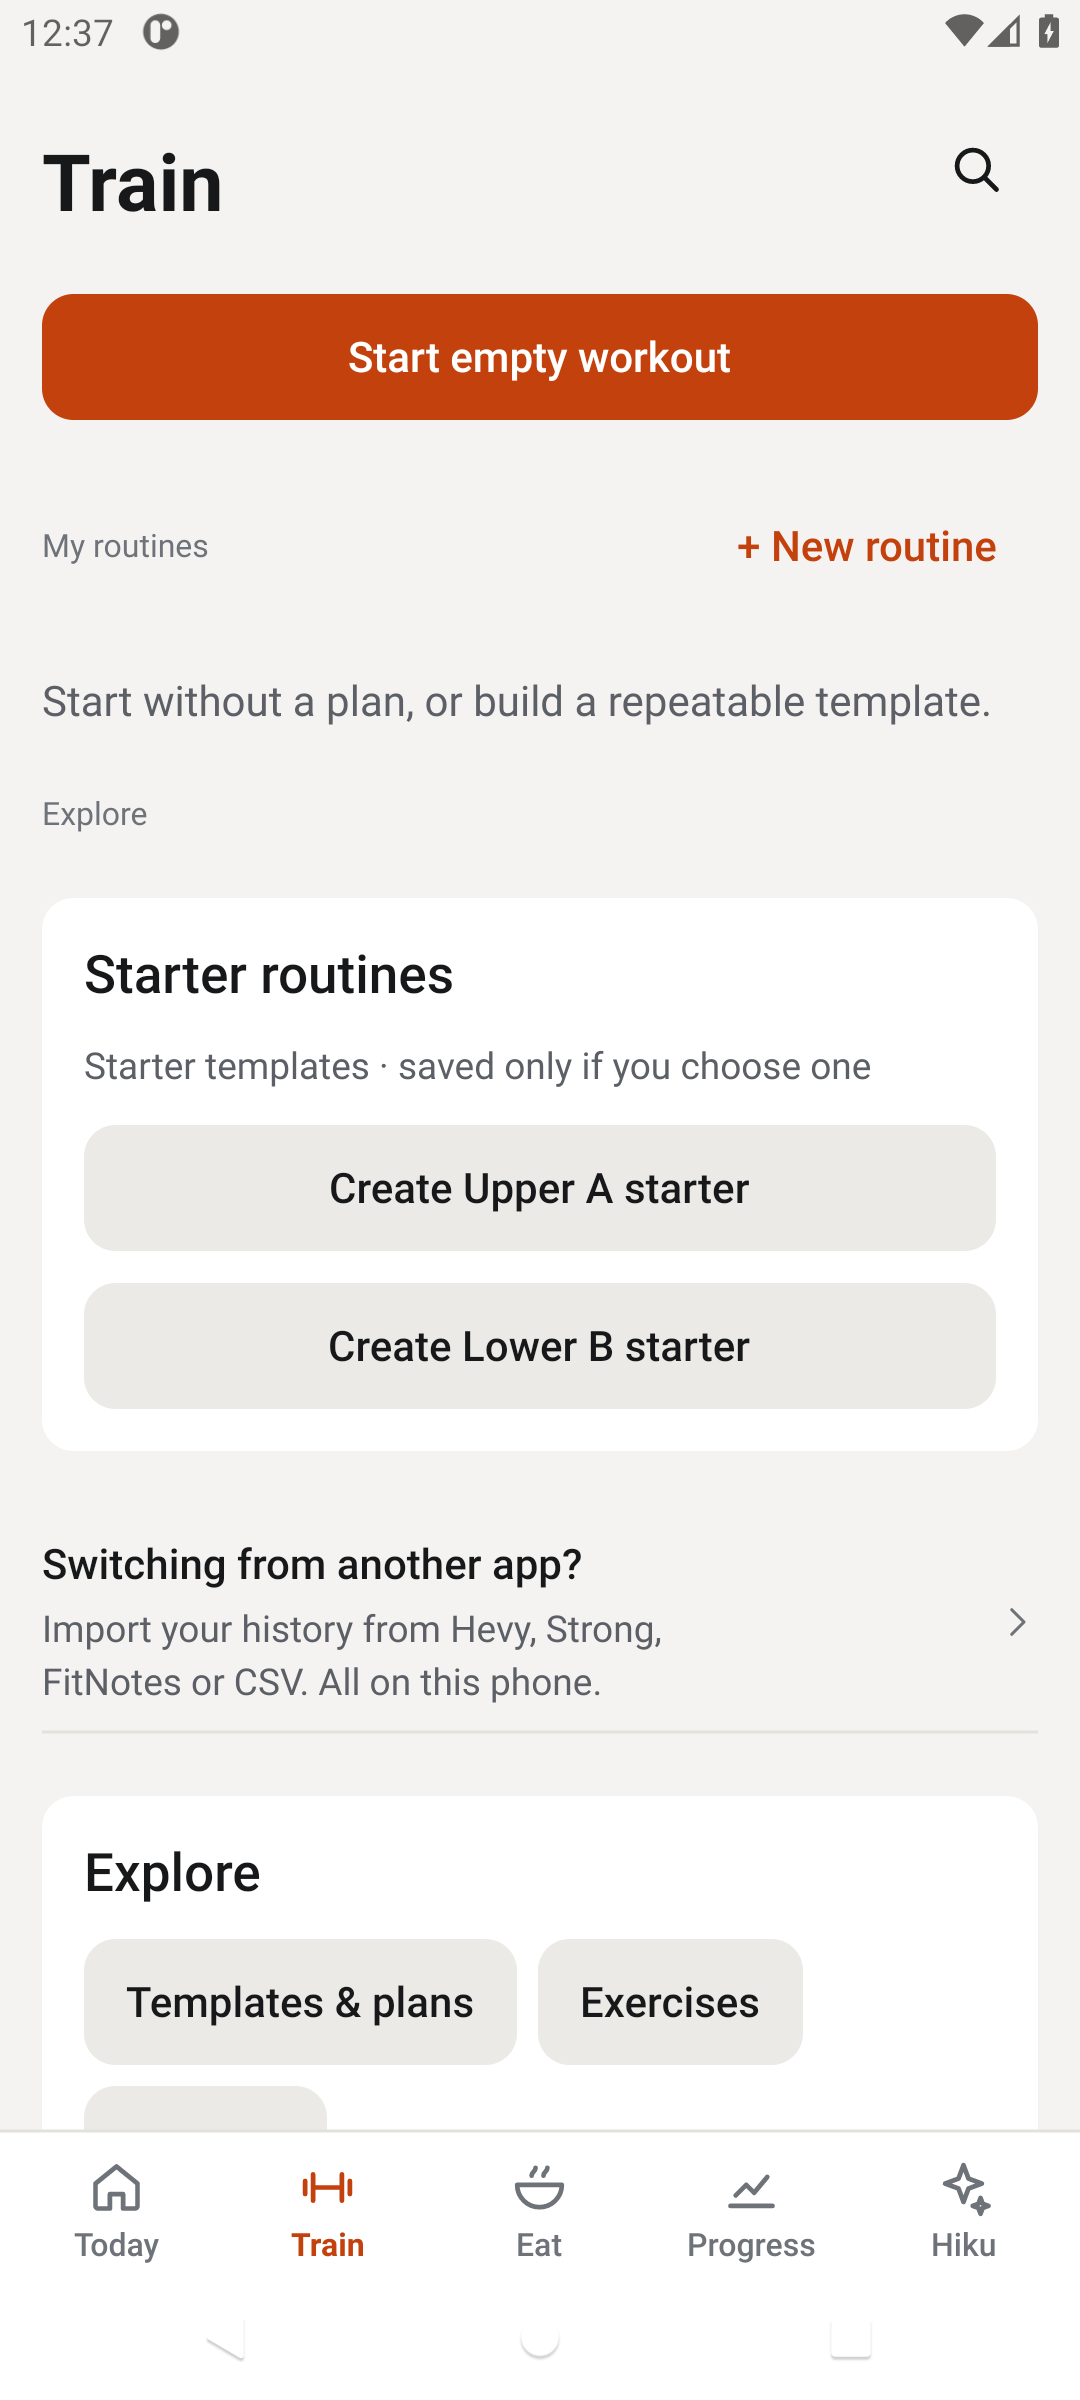 12:37
Train
Start empty workout
My routines
+ New routine
Start without a plan, or build a repeatable template.
Explore
Starter routines
Starter templates · saved only if you choose one
Create Upper A starter
Create Lower B starter
Switching from another app?
Import your history from Hevy, Strong,
FitNotes or CSV. All on this phone.
Explore
Templates & plans
Exercises
Today
Train
Eat
Progress
Hiku